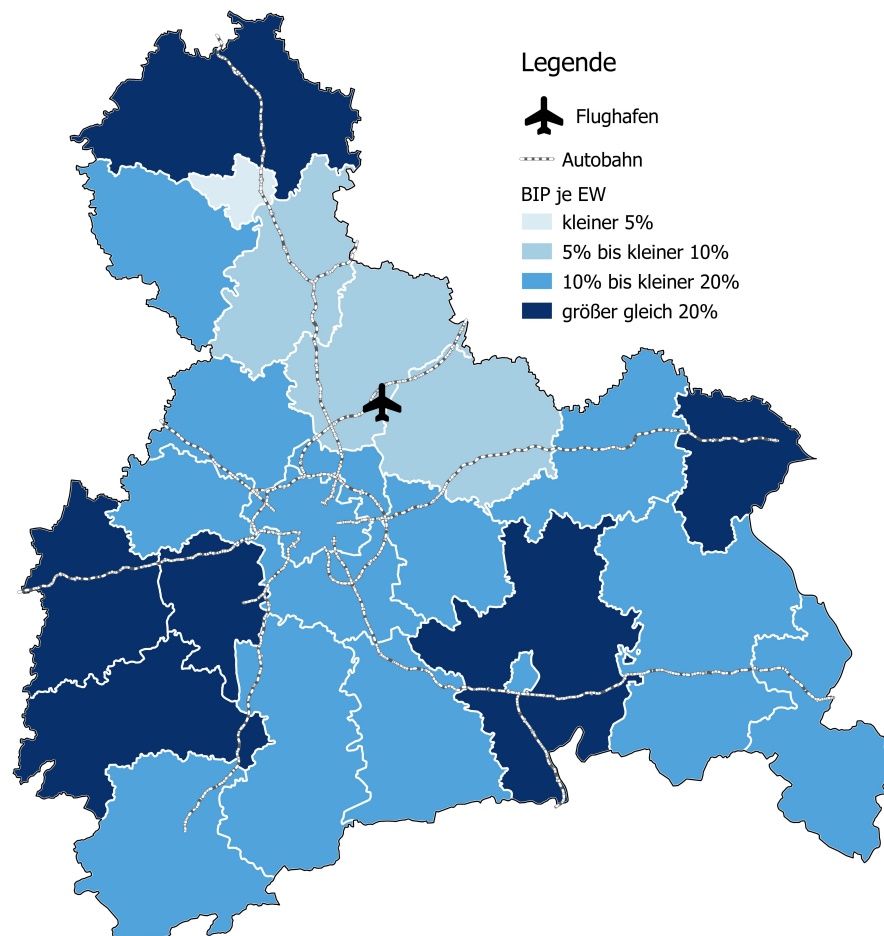 Legende
Flughafen
Autobahn
BIP je EW
kleiner 5%
5% bis kleiner 10%
10% bis kleiner 20%
größer gleich 20%